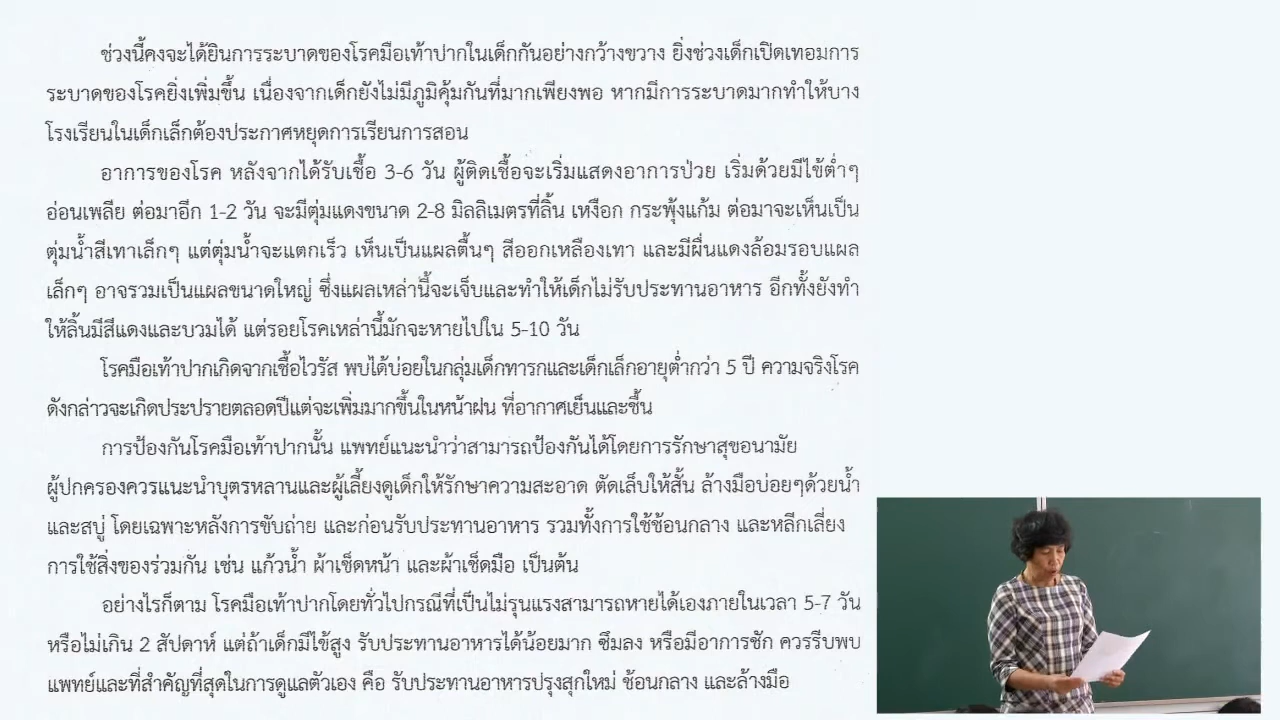 ช่วงนี้คงจะได้ยินการระบาดของโรคมือเท้าปากในเด็กกันอย่างกว้างขวาง ยิ่งช่วงเด็กเปิดเทอมการ
ระบาดของโรคยิ่งเพิ่มขึ้น เนื่องจากเด็กยังไม่มีภูมิคุ้มกันที่มากเพียงพอ หากมีการระบาดมากทำให้บาง
โรงเรียนในเด็กเล็กต้องประกาศหยุดการเรียนการสอน
อาการของโรค หลังจากได้รับเชื้อ 3-6 วัน ผู้ติดเชื้อจะเริ่มแสดงอาการป่วย เริ่มด้วยมีไข้ต่ำๆ
อ่อนเพลีย ต่อมาอีก 1-2 วัน จะมีตุ่มแดงขนาด 2-8 มิลลิเมตรที่ลิ้น เหงือก กระพุ้งแก้ม ต่อมาจะเห็นเป็น
ตุ่มน้ำสีเทาเล็กๆ แต่ตุ่มน้ำจะแตกเร็ว เห็นเป็นแผลตื้นๆ สีออกเหลืองเทา และมีผื่นแดงล้อมรอบแผล
เล็กๆ อาจรวมเป็นแผลขนาดใหญ่ ซึ่งแผลเหล่านี้จะเจ็บและทำให้เด็กไม่รับประทานอาหาร อีกทั้งยังทำ
ให้ลิ้นมีสีแดงและบวมได้ แต่รอยโรคเหล่านี้มักจะหายไปใน 5-10 วัน
โรคมือเท้าปากเกิดจากเชื้อไวรัส พบได้บ่อยในกลุ่มเด็กทารกและเด็กเล็กอายุต่ำกว่า 5 ปี ความจริงโรค
ดังกล่าวจะเกิดประปรายตลอดปีแต่จะเพิ่มมากขึ้นในหน้าฝน ที่อากาศเย็นและชื้น
การป้องกันโรคมือเท้าปากนั้น แพทย์แนะนำว่าสามารถป้องกันได้โดยการรักษาสุขอนามัย
ผู้ปกครองควรแนะนำบุตรหลานและผู้เลี้ยงดูเด็กให้รักษาความสะอาด ตัดเล็บให้สั้น ล้างมือบ่อยๆด้วยน้ำ
และสบู่ โดยเฉพาะหลังการขับถ่าย และก่อนรับประทานอาหาร รวมทั้งการใช้ช้อนกลาง และหลีกเลี่ยง
การใช้สิ่งของร่วมกัน เช่น แก้วน้ำ ผ้าเช็ดหน้า และผ้าเช็ดมือ เป็นต้น
อย่างไรก็ตาม โรคมือเท้าปากโดยทั่วไปกรณีที่เป็นไม่รุนแรงสามารถหายได้เองภายในเวลา 5-7 วัน
หรือไม่เกิน 2 สัปดาห์ แต่ถ้าเด็กมีไข้สูง รับประทานอาหารได้น้อยมาก ซึมลง หรือมีอาการชัก ควรรีบพบ
แพทย์และที่สำคัญที่สุดในการดูแลตัวเอง คือ รับประทานอาหารปรุงสุกใหม่ ช้อนกลาง และล้างมือ